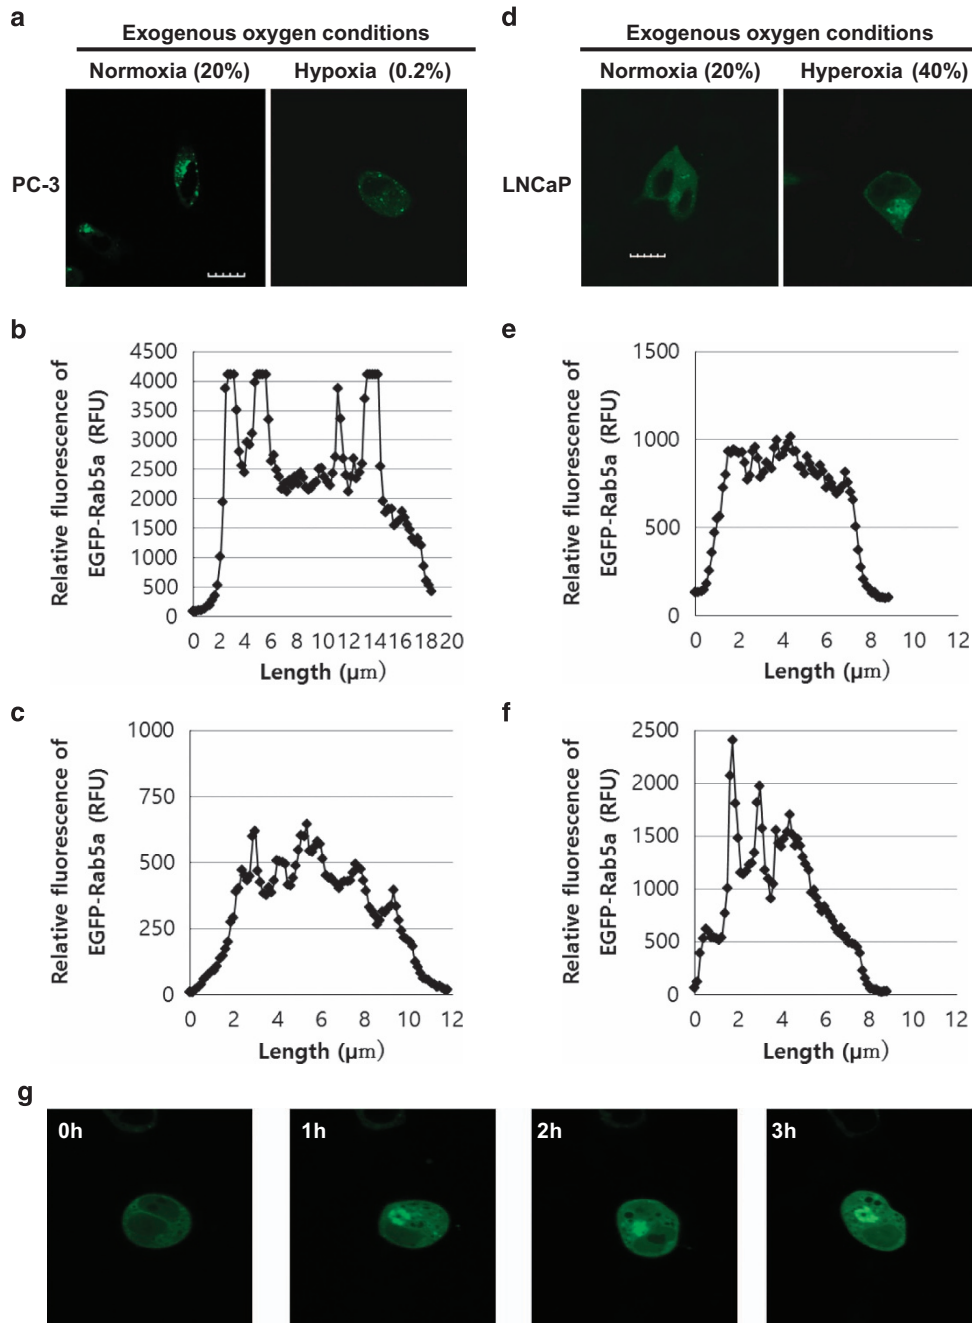 a
Exogenous oxygen conditions
Normoxia (20%) Hypoxia (0.2%)
PC-3
d
Exogenous oxygen conditions
Normoxia (20%) Hyperoxia (40%)
LNCaP
b
Relative fluorescence of
EGFP-Rab5a (RFU)
4500
4000
3500
3000
2500
2000
1500
1000
500
0
0 2 4 6 8 10 12 14 16 18 20
Length (µm)
e
Relative fluorescence of
EGFP-Rab5a (RFU)
1500
1000
500
0
0 2 4 6 8 10 12
Length (µm)
c
Relative fluorescence of
EGFP-Rab5a (RFU)
1000
750
500
250
0
0 2 4 6 8 10 12
Length (µm)
f
Relative fluorescence of
EGFP-Rab5a (RFU)
2500
2000
1500
1000
500
0
0 2 4 6 8 10 12
Length (µm)
g
0h 1h 2h 3h